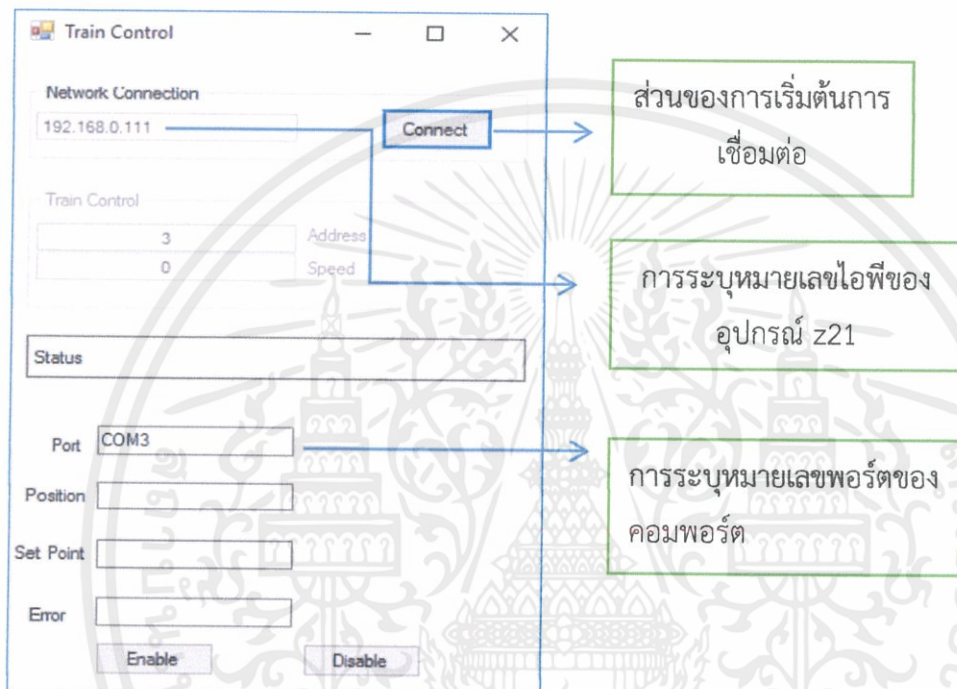 Train Control
Network Connection
192.168.0.111
Connect
Train Control
3 Address
0 Speed
Status
Port COM3
Position
Set Point
Error
Enable Disable
ส่วนของการเริ่มต้นการ
เชื่อมต่อ
การระบุหมายเลขไอพีของ
อุปกรณ์ z21
การระบุหมายเลขพอร์ตของ
คอมพอร์ต